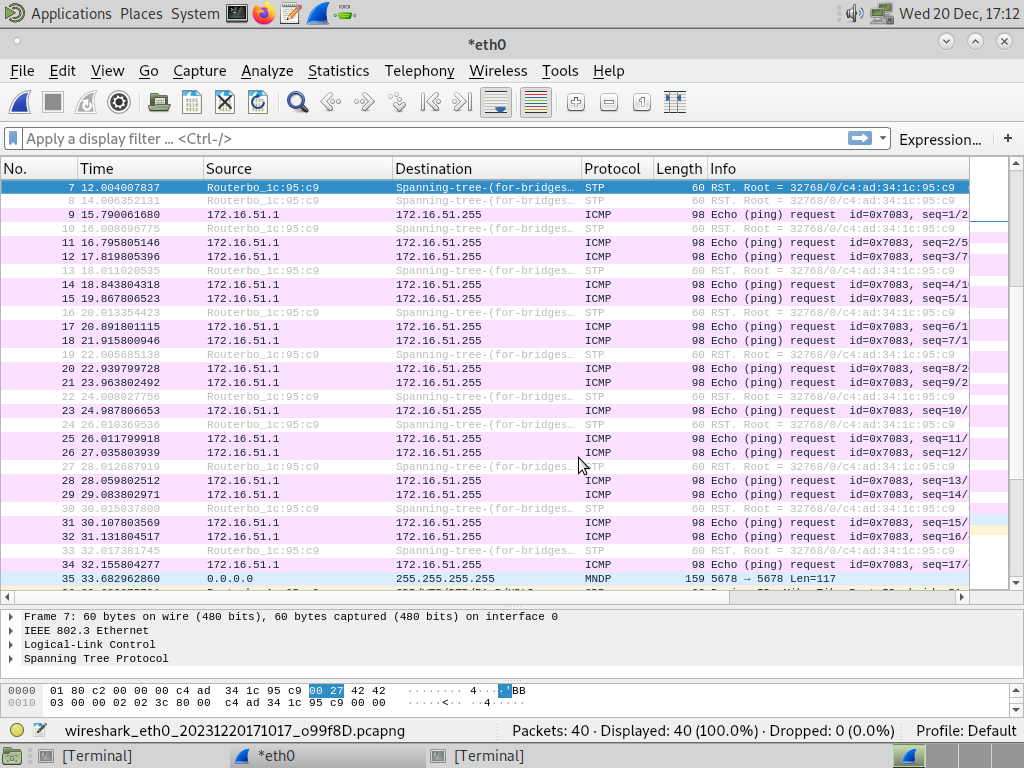 Applications Places System Wed 20 Dec, 17:12
*eth0
File Edit View Go Capture Analyze Statistics Telephony Wireless Tools Help
Apply a display filter ... <Ctrl-/> Expression... +
No. Time Source Destination Protocol Length Info
7 12.004007837 Routerbo_1c:95:c9 Spanning-tree-(for-bridges… STP 60 RST. Root = 32768/0/c4:ad:34:1c:95:c9
8 14.006352131 Routerbo_1c:95:c9 Spanning-tree-(for-bridges… STP 60 RST. Root = 32768/0/c4:ad:34:1c:95:c9
9 15.790061680 172.16.51.1 172.16.51.255 ICMP 98 Echo (ping) request id=0x7083, seq=1/2
10 16.008696775 Routerbo_1c:95:c9 Spanning-tree-(for-bridges… STP 60 RST. Root = 32768/0/c4:ad:34:1c:95:c9
11 16.795805146 172.16.51.1 172.16.51.255 ICMP 98 Echo (ping) request id=0x7083, seq=2/5
12 17.819805396 172.16.51.1 172.16.51.255 ICMP 98 Echo (ping) request id=0x7083, seq=3/7
13 18.011020535 Routerbo_1c:95:c9 Spanning-tree-(for-bridges… STP 60 RST. Root = 32768/0/c4:ad:34:1c:95:c9
14 18.843804318 172.16.51.1 172.16.51.255 ICMP 98 Echo (ping) request id=0x7083, seq=4/1
15 19.867806523 172.16.51.1 172.16.51.255 ICMP 98 Echo (ping) request id=0x7083, seq=5/1
16 20.013354423 Routerbo_1c:95:c9 Spanning-tree-(for-bridges… STP 60 RST. Root = 32768/0/c4:ad:34:1c:95:c9
17 20.891801115 172.16.51.1 172.16.51.255 ICMP 98 Echo (ping) request id=0x7083, seq=6/1
18 21.915800946 172.16.51.1 172.16.51.255 ICMP 98 Echo (ping) request id=0x7083, seq=7/1
19 22.005685138 Routerbo_1c:95:c9 Spanning-tree-(for-bridges… STP 60 RST. Root = 32768/0/c4:ad:34:1c:95:c9
20 22.939799728 172.16.51.1 172.16.51.255 ICMP 98 Echo (ping) request id=0x7083, seq=8/2
21 23.963802492 172.16.51.1 172.16.51.255 ICMP 98 Echo (ping) request id=0x7083, seq=9/2
22 24.008027756 Routerbo_1c:95:c9 Spanning-tree-(for-bridges… STP 60 RST. Root = 32768/0/c4:ad:34:1c:95:c9
23 24.987806653 172.16.51.1 172.16.51.255 ICMP 98 Echo (ping) request id=0x7083, seq=10/
24 26.010369536 Routerbo_1c:95:c9 Spanning-tree-(for-bridges… STP 60 RST. Root = 32768/0/c4:ad:34:1c:95:c9
25 26.011799918 172.16.51.1 172.16.51.255 ICMP 98 Echo (ping) request id=0x7083, seq=11/
26 27.035803939 172.16.51.1 172.16.51.255 ICMP 98 Echo (ping) request id=0x7083, seq=12/
27 28.012687919 Routerbo_1c:95:c9 Spanning-tree-(for-bridges… STP 60 RST. Root = 32768/0/c4:ad:34:1c:95:c9
28 28.059802512 172.16.51.1 172.16.51.255 ICMP 98 Echo (ping) request id=0x7083, seq=13/
29 29.083802971 172.16.51.1 172.16.51.255 ICMP 98 Echo (ping) request id=0x7083, seq=14/
30 30.015037800 Routerbo_1c:95:c9 Spanning-tree-(for-bridges… STP 60 RST. Root = 32768/0/c4:ad:34:1c:95:c9
31 30.107803569 172.16.51.1 172.16.51.255 ICMP 98 Echo (ping) request id=0x7083, seq=15/
32 31.131804517 172.16.51.1 172.16.51.255 ICMP 98 Echo (ping) request id=0x7083, seq=16/
33 32.017381745 Routerbo_1c:95:c9 Spanning-tree-(for-bridges… STP 60 RST. Root = 32768/0/c4:ad:34:1c:95:c9
34 32.155804277 172.16.51.1 172.16.51.255 ICMP 98 Echo (ping) request id=0x7083, seq=17/
35 33.682962860 0.0.0.0 255.255.255.255 MNDP 159 5678 → 5678 Len=117
Frame 7: 60 bytes on wire (480 bits), 60 bytes captured (480 bits) on interface 0
IEEE 802.3 Ethernet
Logical-Link Control
Spanning Tree Protocol
0000 01 80 c2 00 00 00 c4 ad 34 1c 95 c9 00 27 42 42 ········ 4····'BB
0010 03 00 00 02 02 3c 80 00 c4 ad 34 1c 95 c9 00 00 ·····<·· ··4·····
wireshark_eth0_20231220171017_o99f8D.pcapng Packets: 40 · Displayed: 40 (100.0%) · Dropped: 0 (0.0%) Profile: Default
[Terminal] *eth0 [Terminal]